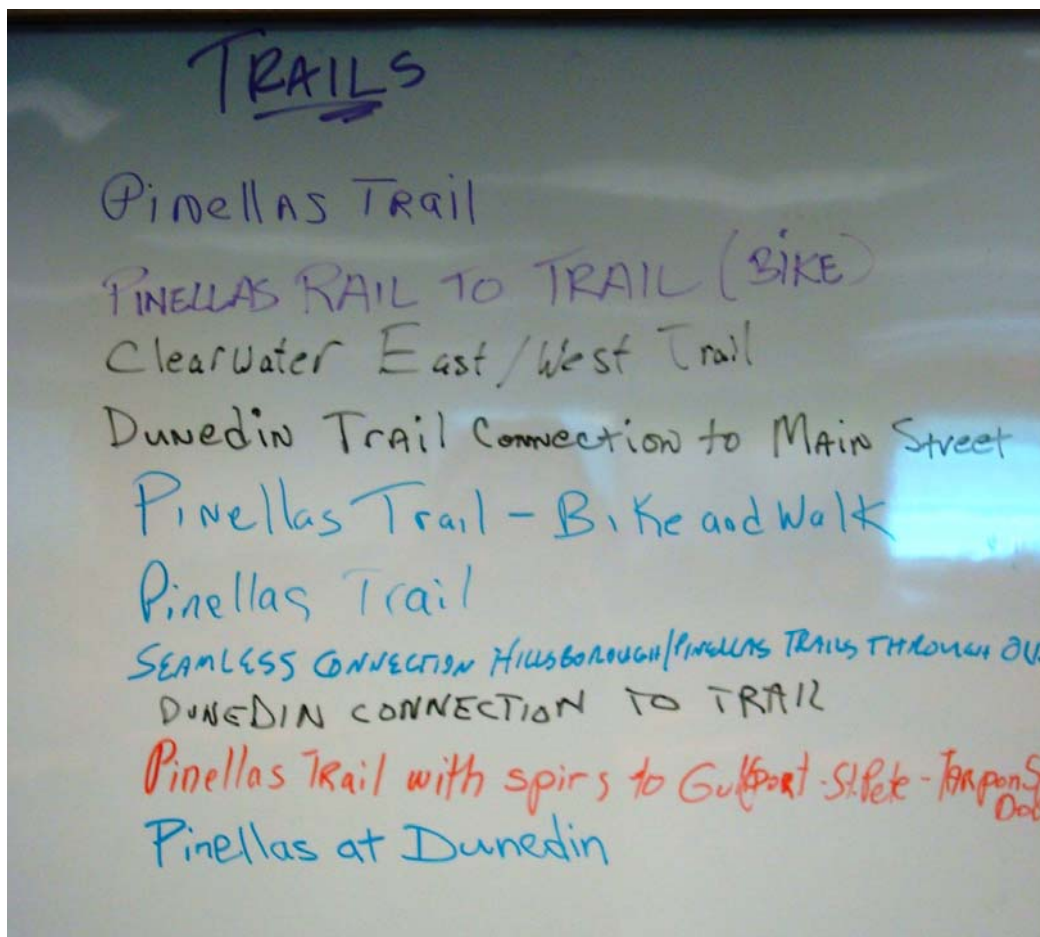 TRAILS
Pinellas Trail
PINELLAS RAIL TO TRAIL (BIKE)
Clearwater East/West Trail
Dunedin Trail Connection to Main Street
Pinellas Trail - Bike and Walk
Pinellas Trail
SEAMLESS CONNECTION HILLSBOROUGH/PINELLAS TRAILS THROUGH
DUNEDIN CONNECTION TO TRAIL
Pinellas Trail with spirs to Gulfport - St. Pete - Tarpon
Pinellas at Dunedin